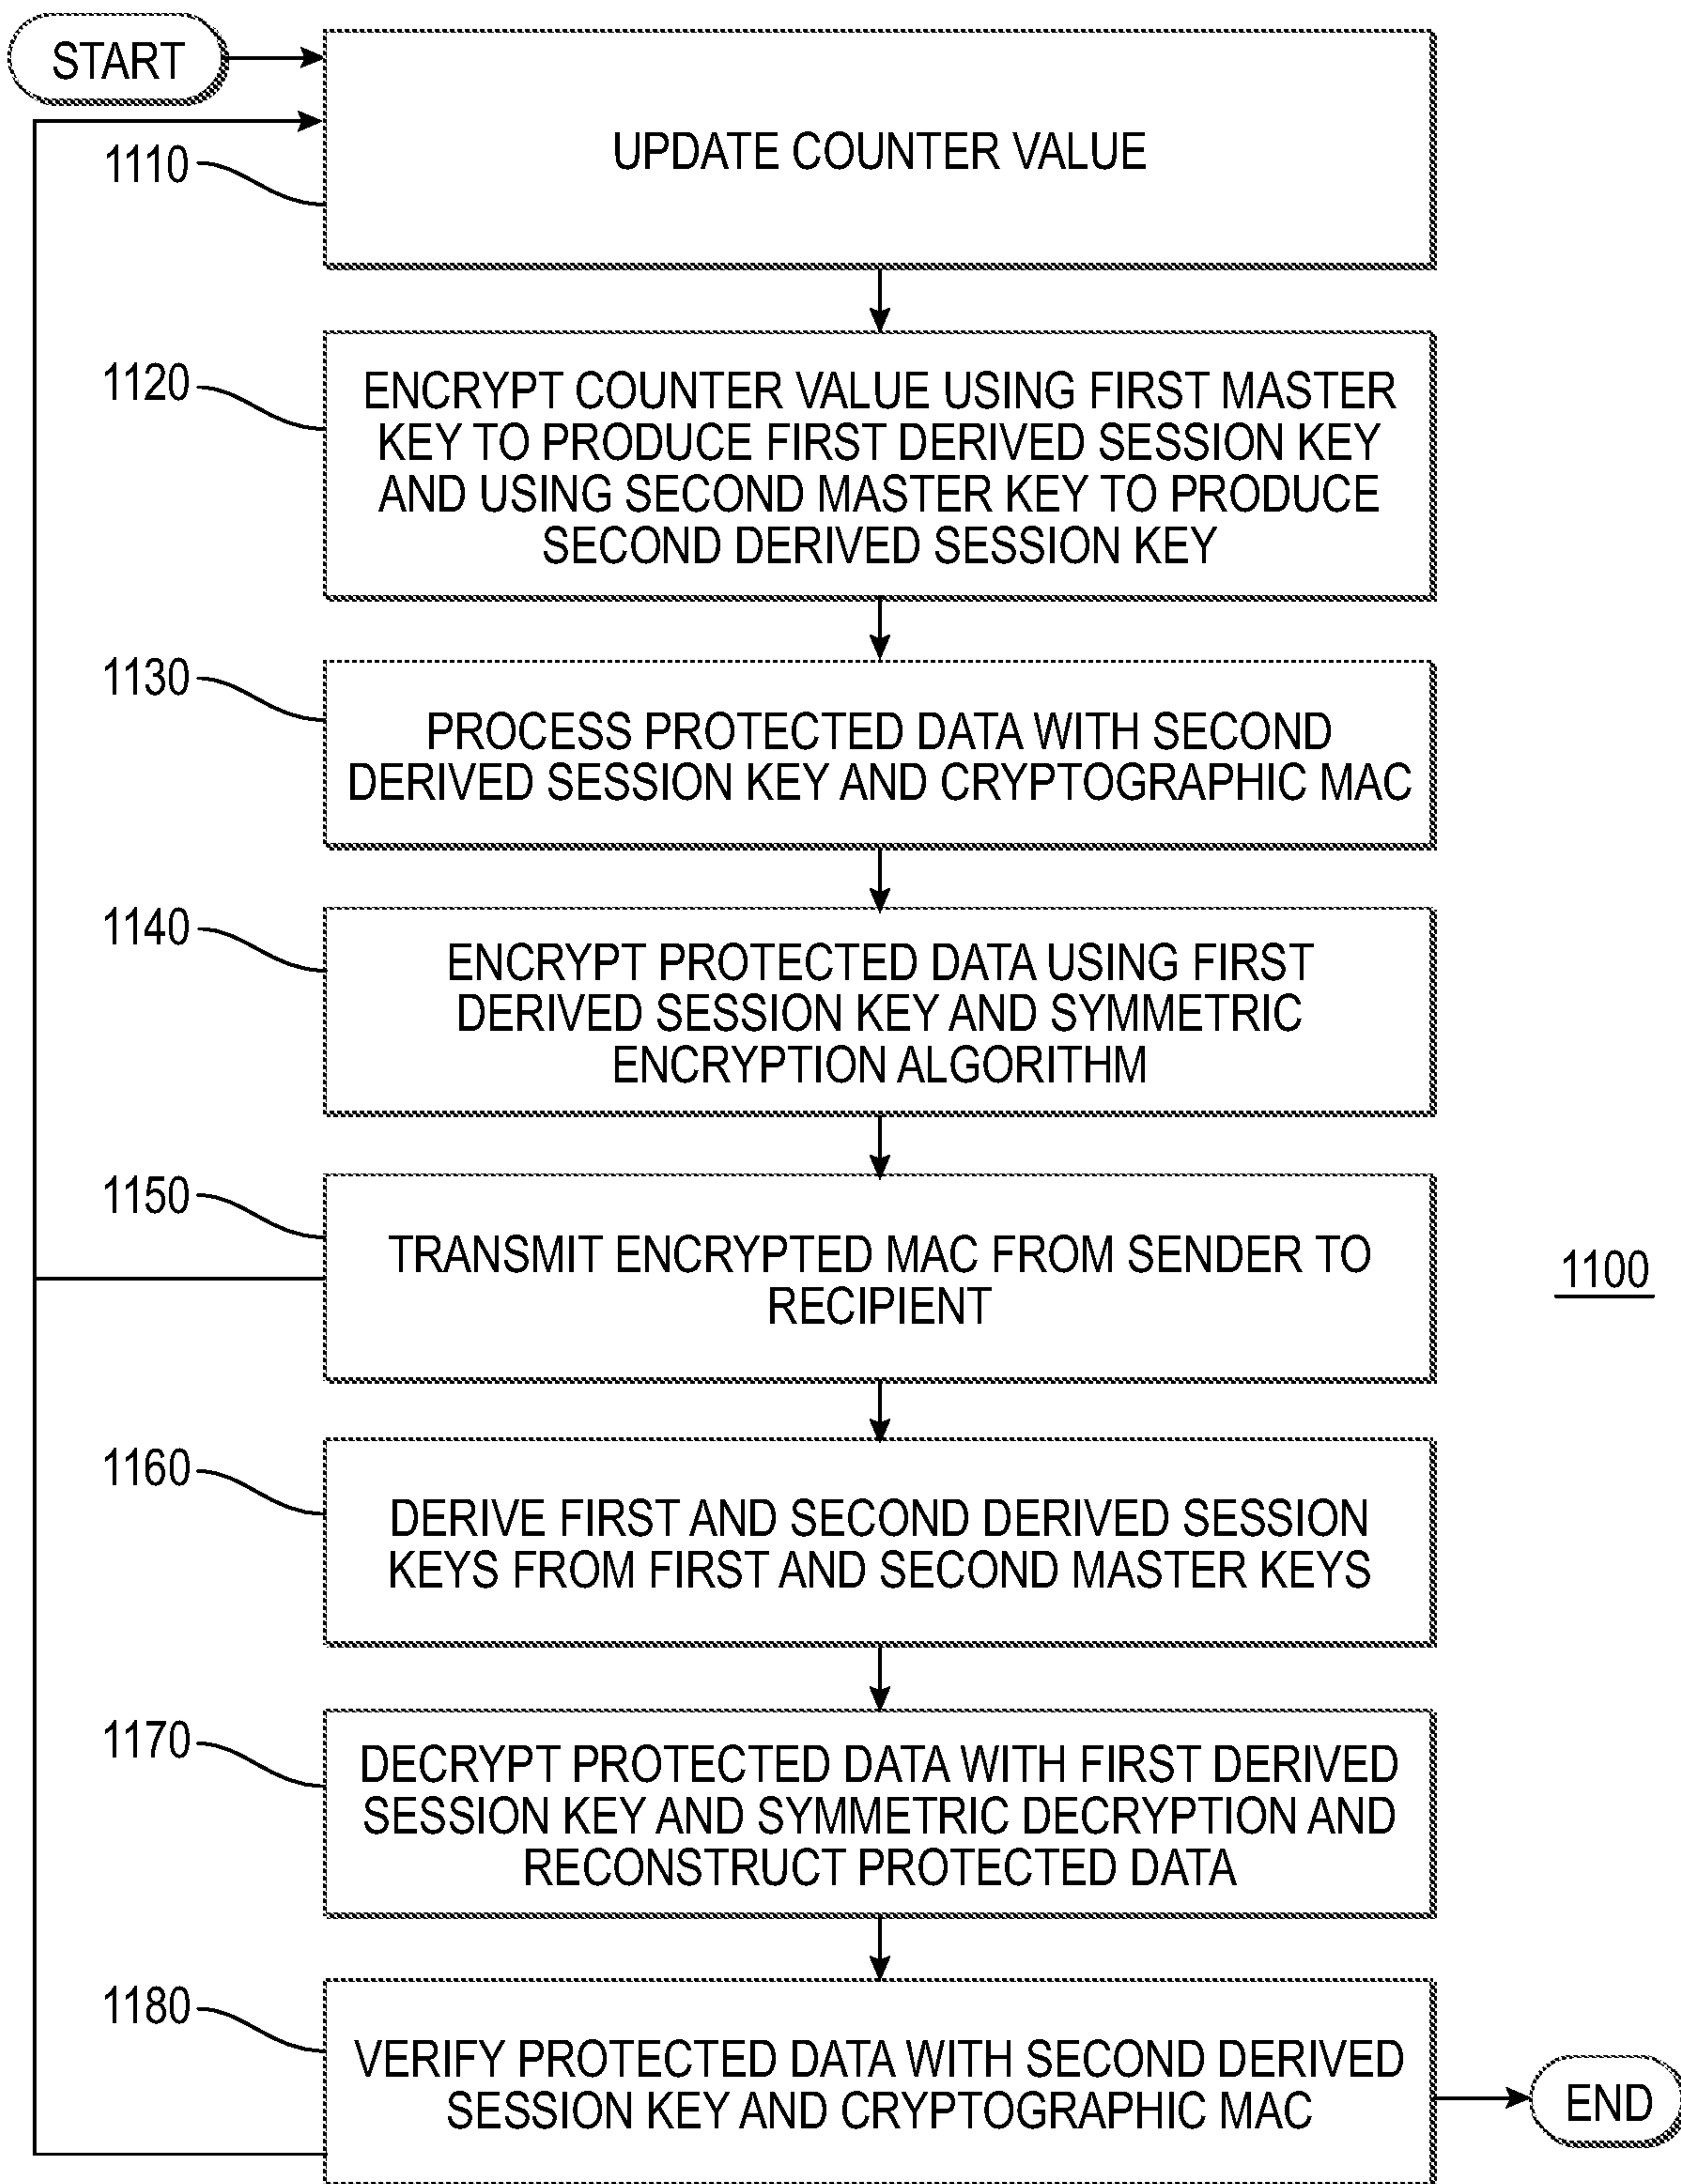 START
UPDATE COUNTER VALUE
1110
1120
ENCRYPT COUNTER VALUE USING FIRST MASTER
KEY TO PRODUCE FIRST DERIVED SESSION KEY
AND USING SECOND MASTER KEY TO PRODUCE
SECOND DERIVED SESSION KEY
1130
PROCESS PROTECTED DATA WITH SECOND
DERIVED SESSION KEY AND CRYPTOGRAPHIC MAC
1140
ENCRYPT PROTECTED DATA USING FIRST
DERIVED SESSION KEY AND SYMMETRIC
ENCRYPTION ALGORITHM
1150
TRANSMIT ENCRYPTED MAC FROM SENDER TO
RECIPIENT
1100
1160
DERIVE FIRST AND SECOND DERIVED SESSION
KEYS FROM FIRST AND SECOND MASTER KEYS
1170
DECRYPT PROTECTED DATA WITH FIRST DERIVED
SESSION KEY AND SYMMETRIC DECRYPTION AND
RECONSTRUCT PROTECTED DATA
1180
VERIFY PROTECTED DATA WITH SECOND DERIVED
SESSION KEY AND CRYPTOGRAPHIC MAC
END